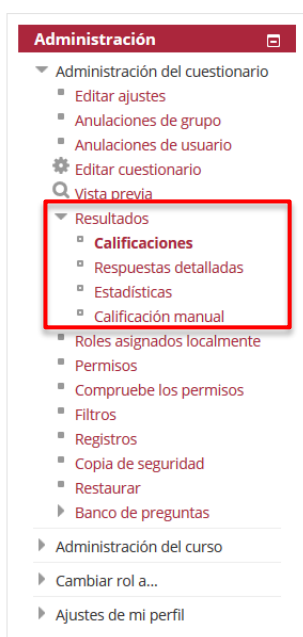 Administración
Administración del cuestionario
Editar ajustes
Anulaciones de grupo
Anulaciones de usuario
Editar cuestionario
Vista previa
Resultados
Calificaciones
Respuestas detalladas
Estadísticas
Calificación manual
Roles asignados localmente
Permisos
Compruebe los permisos
Filtros
Registros
Copia de seguridad
Restaurar
Banco de preguntas
Administración del curso
Cambiar rol a...
Ajustes de mi perfil